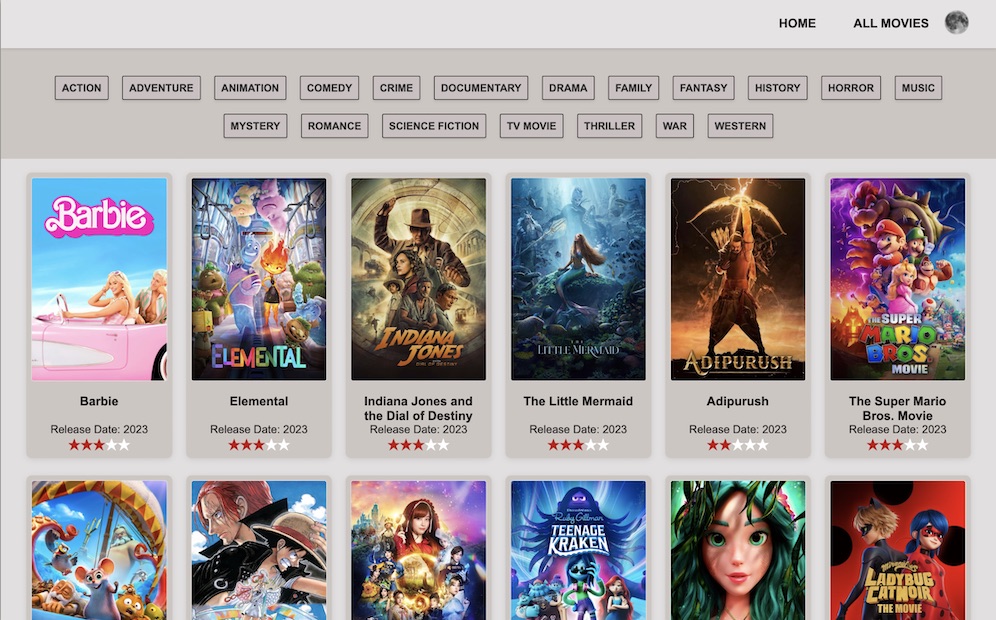 HOME ALL MOVIES
ACTION ADVENTURE ANIMATION COMEDY CRIME DOCUMENTARY DRAMA FAMILY FANTASY HISTORY HORROR MUSIC
MYSTERY ROMANCE SCIENCE FICTION TV MOVIE THRILLER WAR WESTERN
Barbie
ELEMENTAL
INDIANA JONES
AND THE DIAL OF DESTINY
THE
LITTLE MERMAID
ADIPURUSH
THE SUPER
MARIO
BROS.
MOVIE
Barbie
Release Date: 2023
Elemental
Release Date: 2023
Indiana Jones and
the Dial of Destiny
Release Date: 2023
The Little Mermaid
Release Date: 2023
Adipurush
Release Date: 2023
The Super Mario
Bros. Movie
Release Date: 2023
Ruby Gillman
TEENAGE
KRAKEN
Miraculous
LADYBUG
CATNOIR
THE MOVIE